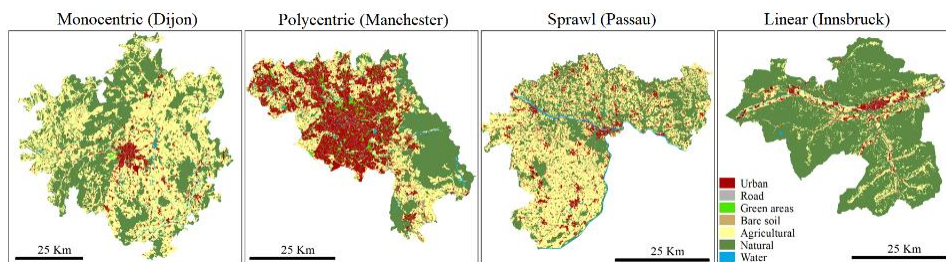 Monocentric (Dijon)
Polycentric (Manchester)
Sprawl (Passau)
Linear (Innsbruck)
Urban
Road
Green areas
Bare soil
Agricultural
Natural
Water
25 Km
25 Km
25 Km
25 Km